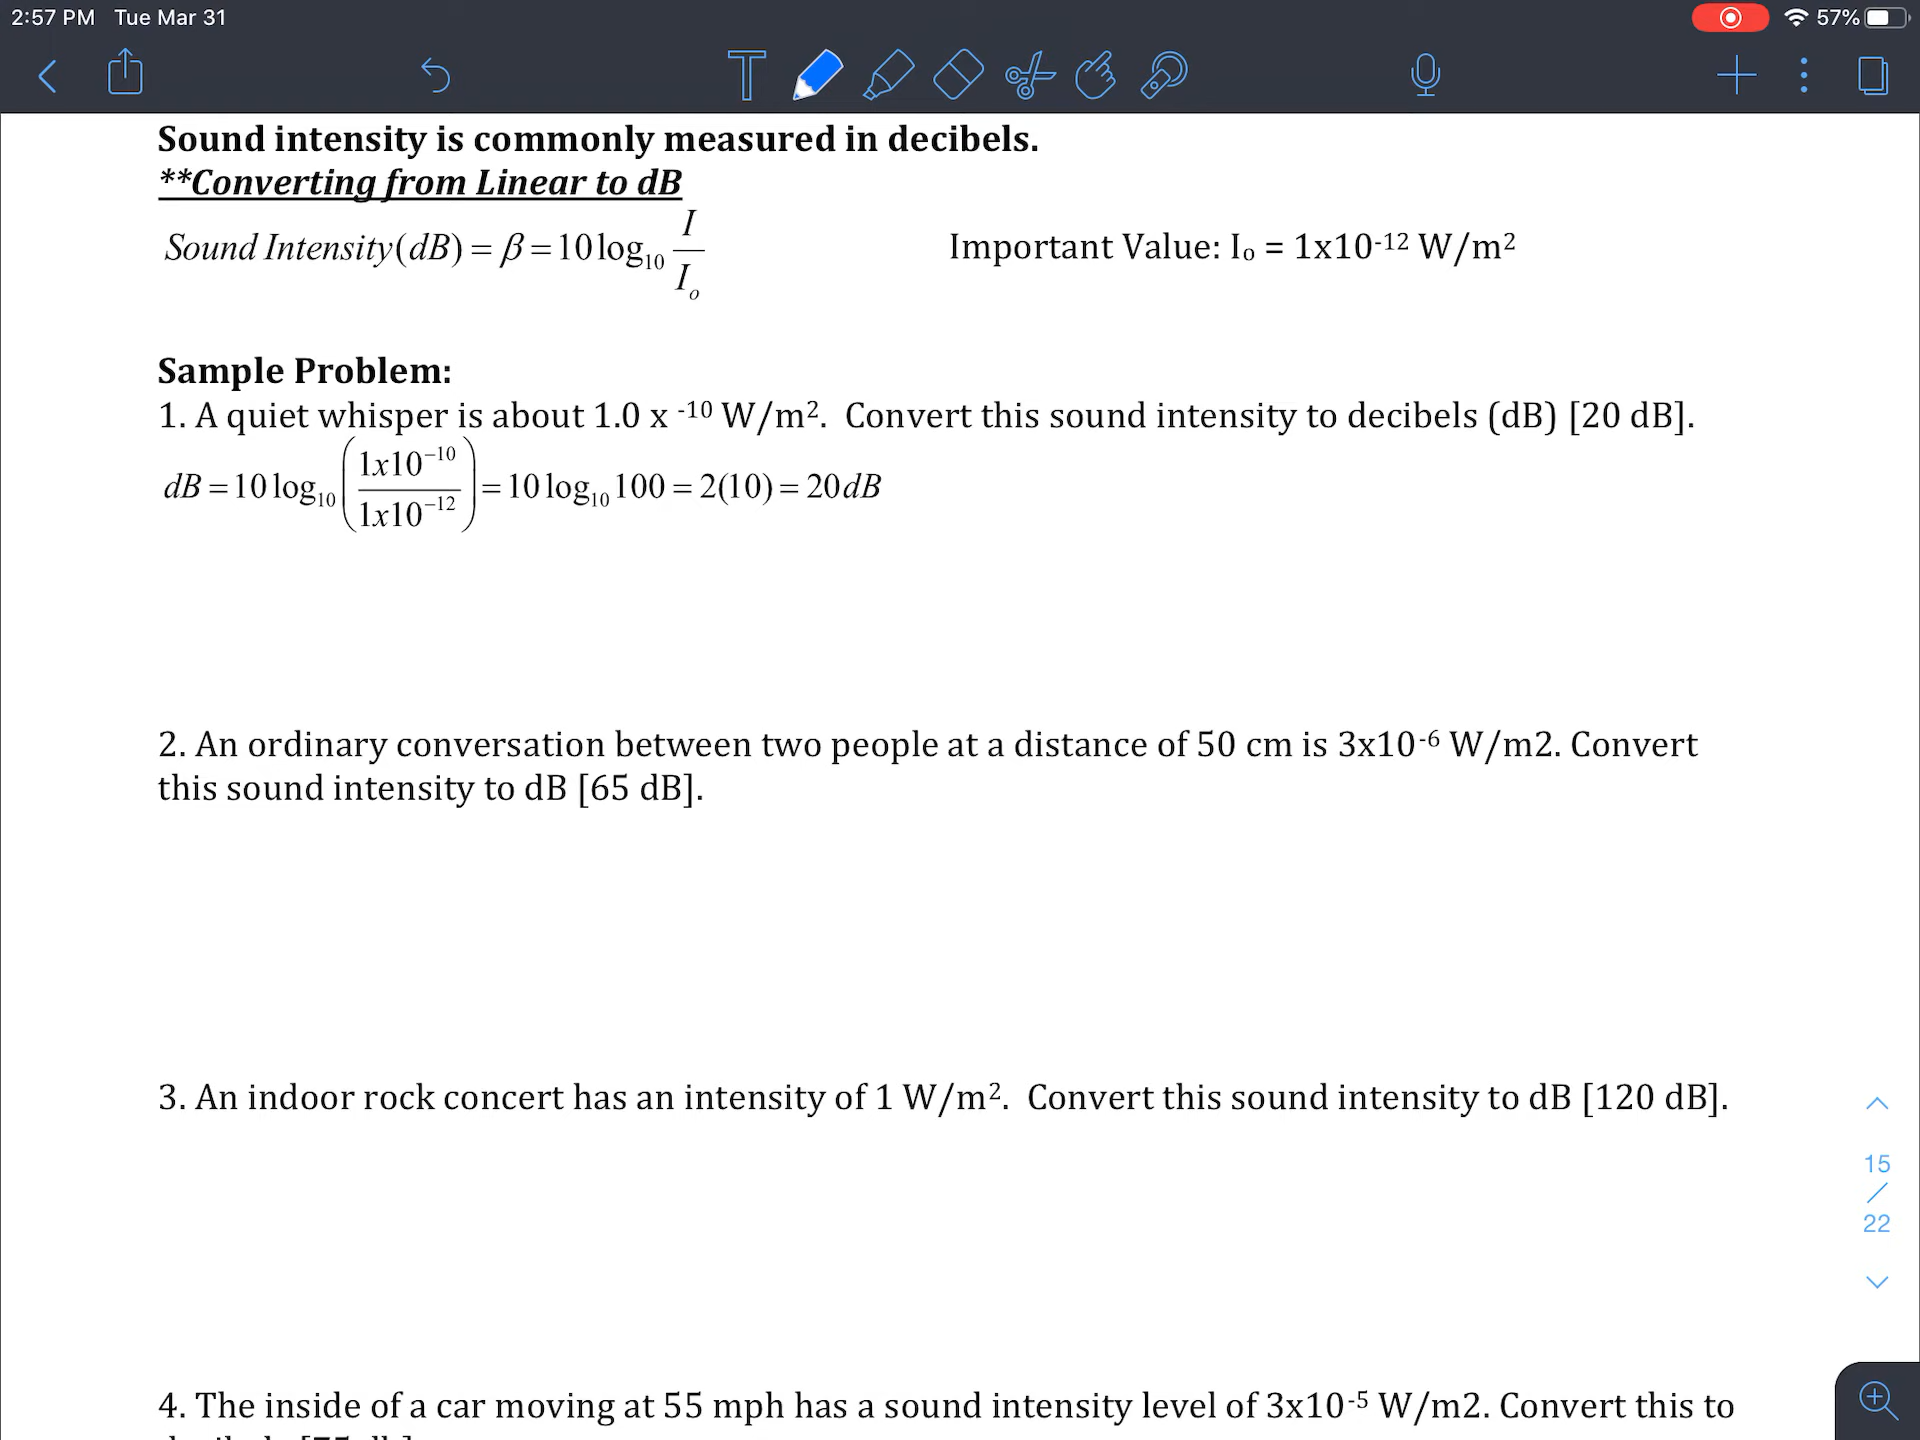 2:57 PM Tue Mar 31
57%
T
Sound intensity is commonly measured in decibels.
**Converting from Linear to dB
Sound Intensity(dB) = β = 10 log₁₀ I/Iₒ
Important Value: Iₒ = 1x10⁻¹² W/m²
Sample Problem:
1. A quiet whisper is about 1.0 x ⁻¹⁰ W/m². Convert this sound intensity to decibels (dB) [20 dB].
dB = 10 log₁₀ (1x10⁻¹⁰/1x10⁻¹²) = 10 log₁₀ 100 = 2(10) = 20dB
2. An ordinary conversation between two people at a distance of 50 cm is 3x10⁻⁶ W/m2. Convert
this sound intensity to dB [65 dB].
3. An indoor rock concert has an intensity of 1 W/m². Convert this sound intensity to dB [120 dB].
15
/
22
4. The inside of a car moving at 55 mph has a sound intensity level of 3x10⁻⁵ W/m2. Convert this to